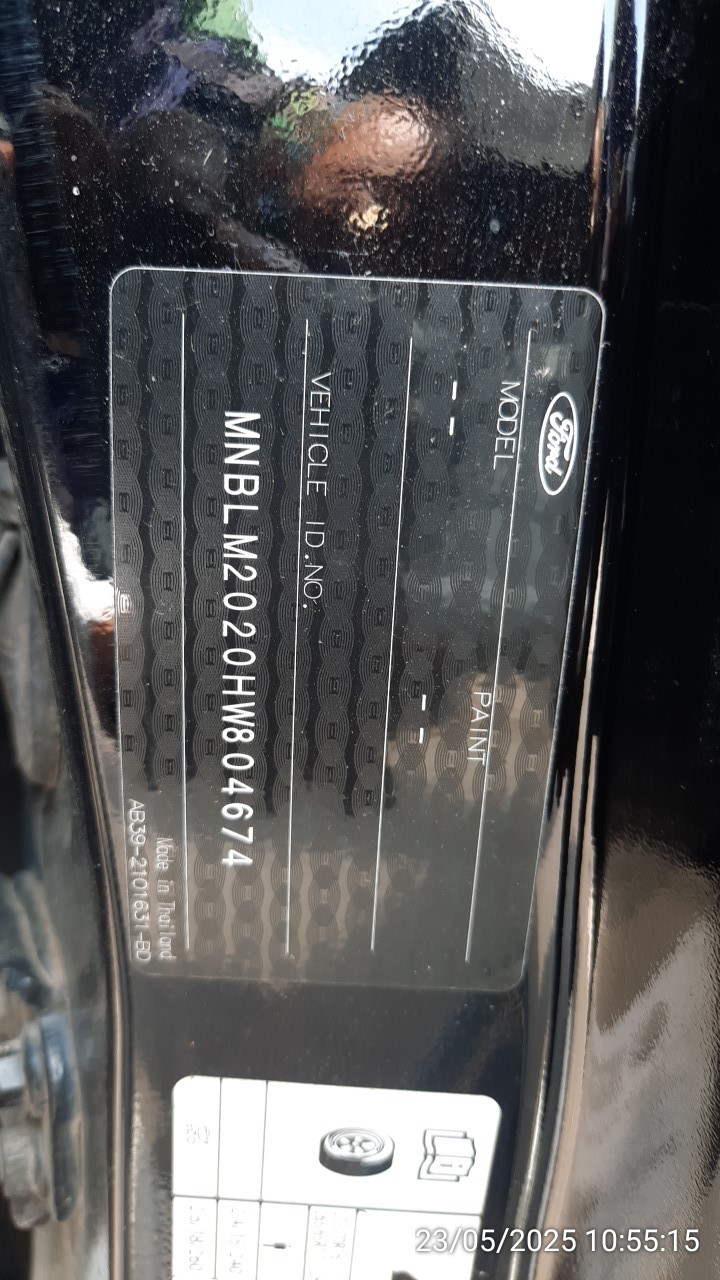 Ford
MODEL PAINT
-- --
VEHICLE ID.NO.
MNBLM2020HW804674
Made in Thailand
AB39-2101631-BD
23/05/2025 10:55:15